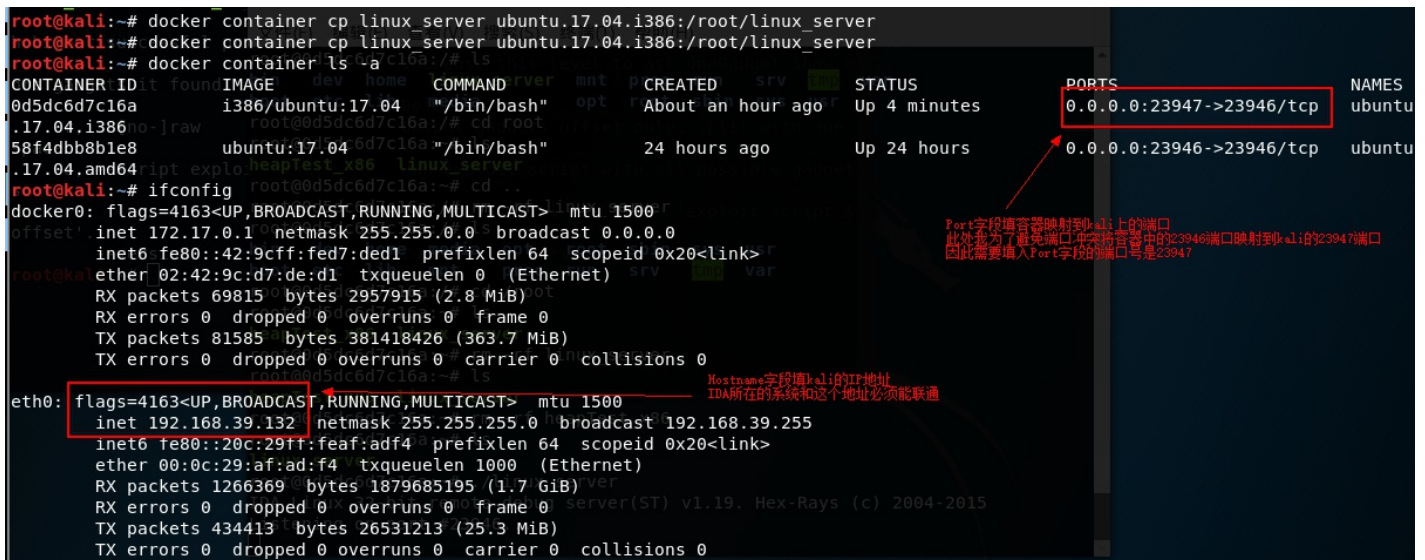 root@kali:~# docker container cp linux_server ubuntu.17.04.i386:/root/linux_server
root@kali:~# docker container cp linux_server ubuntu.17.04.i386:/root/linux_server
root@kali:~# docker container ls -a
CONTAINER ID IMAGE COMMAND CREATED STATUS PORTS NAMES
0d5dc6d7c16a i386/ubuntu:17.04 "/bin/bash" About an hour ago Up 4 minutes 0.0.0.0:23947->23946/tcp ubuntu
.17.04.i386
58f4dbb8b1e8 ubuntu:17.04 "/bin/bash" 24 hours ago Up 24 hours 0.0.0.0:23946->23946/tcp ubuntu
.17.04.amd64
root@kali:~# ifconfig
docker0: flags=4163<UP,BROADCAST,RUNNING,MULTICAST> mtu 1500
inet 172.17.0.1 netmask 255.255.0.0 broadcast 0.0.0.0
inet6 fe80::42:9cff:fed7:ded1 prefixlen 64 scopeid 0x20<link>
ether 02:42:9c:d7:de:d1 txqueuelen 0 (Ethernet)
RX packets 69815 bytes 2957915 (2.8 MiB)
RX errors 0 dropped 0 overruns 0 frame 0
TX packets 81585 bytes 381418426 (363.7 MiB)
TX errors 0 dropped 0 overruns 0 carrier 0 collisions 0
Port字段填容器映射到kali上的端口
此外我为了避免端口冲突将容器中的23946端口映射到kali的23947端口
因此需要填入Port字段的端口号是23947
Hostname字段填kali的IP地址
IDA所在的系统和这个地址必须能联通
eth0: flags=4163<UP,BROADCAST,RUNNING,MULTICAST> mtu 1500
inet 192.168.39.132 netmask 255.255.255.0 broadcast 192.168.39.255
inet6 fe80::20c:29ff:feaf:adf4 prefixlen 64 scopeid 0x20<link>
ether 00:0c:29:af:ad:f4 txqueuelen 1000 (Ethernet)
RX packets 1266369 bytes 1879685195 (1.7 GiB)
RX errors 0 dropped 0 overruns 0 frame 0
TX packets 434413 bytes 26531213 (25.3 MiB)
TX errors 0 dropped 0 overruns 0 carrier 0 collisions 0